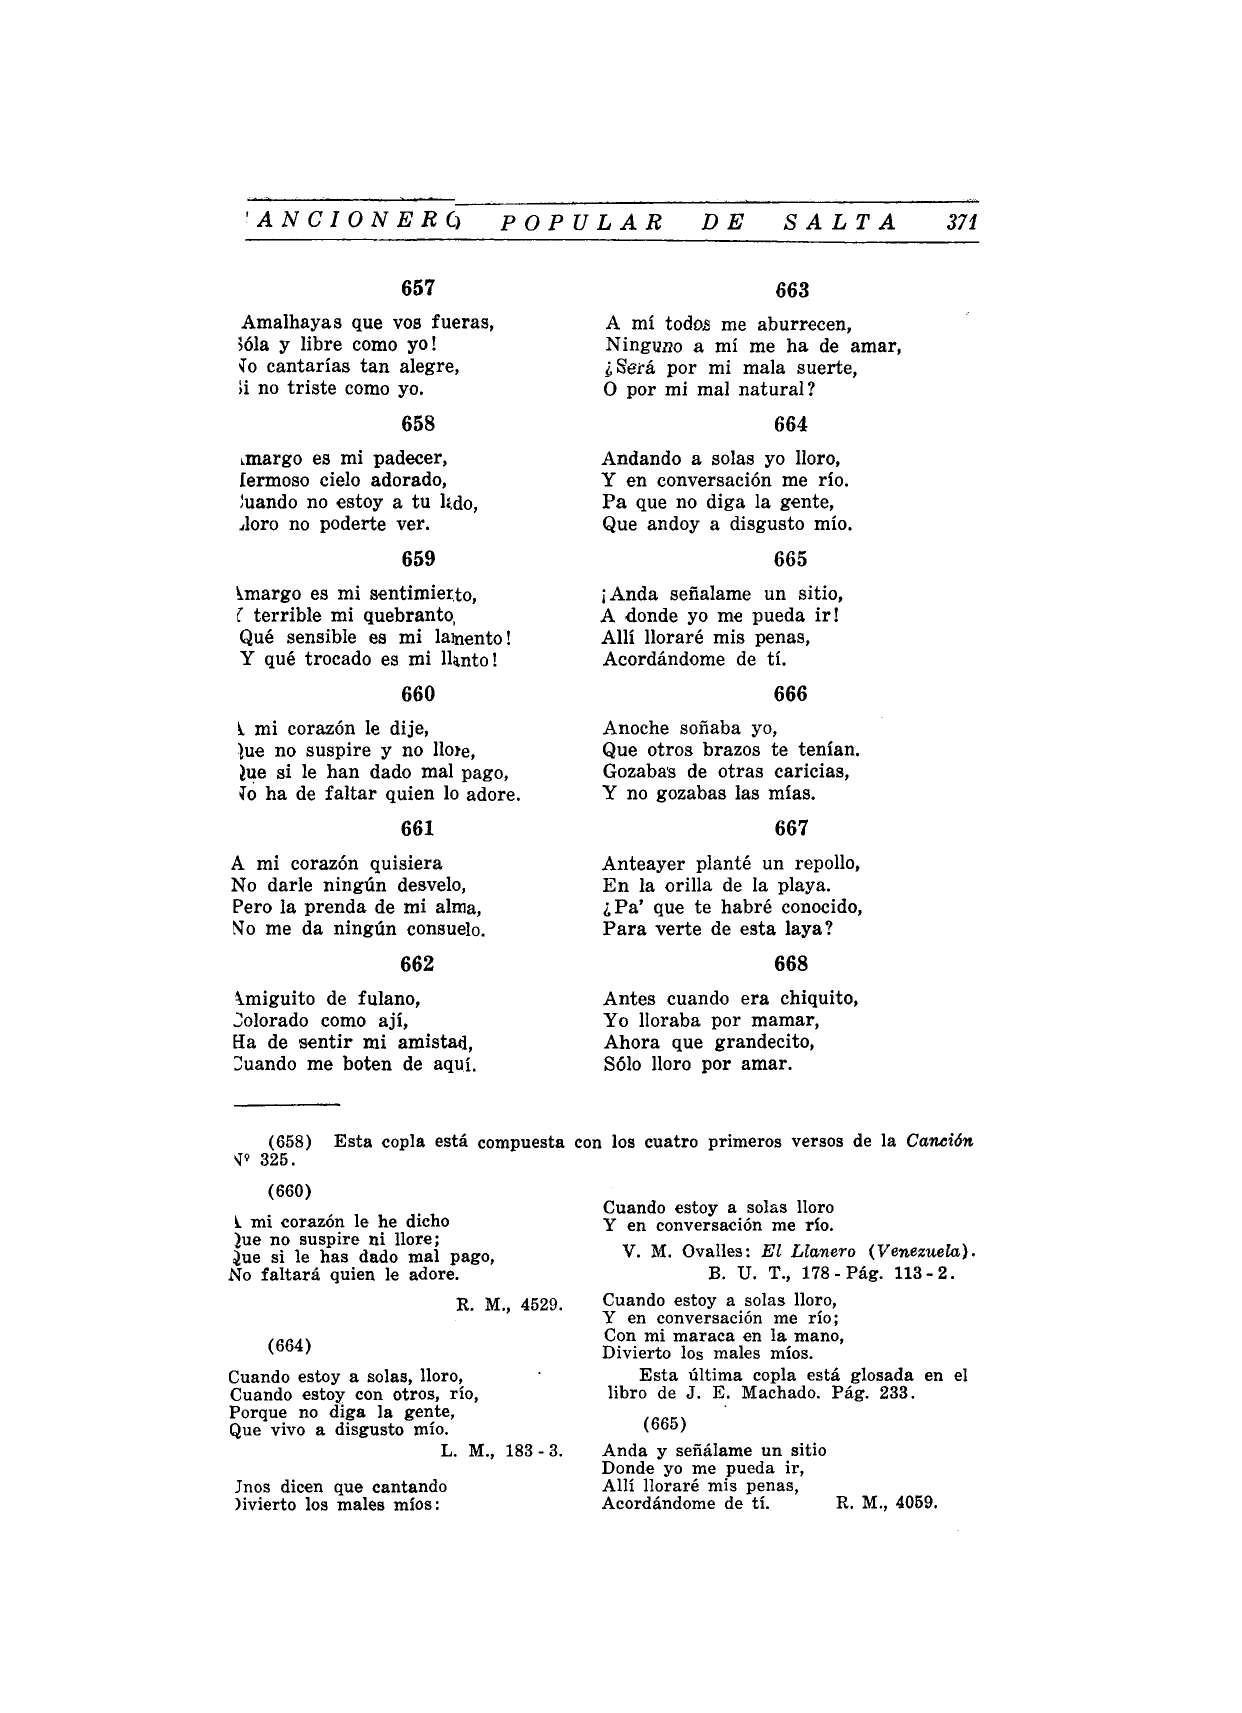 CANCIONERO POPULAR DE SALTA 371
657
Amalhayas que vos fueras,
Sóla y libre como yo!
No cantarías tan alegre,
Si no triste como yo.
658
Amargo es mi padecer,
Hermoso cielo adorado,
Cuando no estoy a tu lado,
Lloro no poderte ver.
659
Amargo es mi sentimierto,
Y terrible mi quebranto,
Qué sensible es mi lamento!
Y qué trocado es mi llanto!
660
A mi corazón le dije,
Que no suspire y no llore,
Que si le han dado mal pago,
No ha de faltar quien lo adore.
661
A mi corazón quisiera
No darle ningún desvelo,
Pero la prenda de mi alma,
No me da ningún consuelo.
662
Amiguito de fulano,
Colorado como ají,
Ha de sentir mi amistad,
Cuando me boten de aquí.
663
A mí todos me aburrecen,
Ninguno a mí me ha de amar,
¿Será por mi mala suerte,
O por mi mal natural?
664
Andando a solas yo lloro,
Y en conversación me río.
Pa que no diga la gente,
Que andoy a disgusto mío.
665
¡Anda señalame un sitio,
A donde yo me pueda ir!
Allí lloraré mis penas,
Acordándome de tí.
666
Anoche soñaba yo,
Que otros brazos te tenían.
Gozabas de otras caricias,
Y no gozabas las mías.
667
Anteayer planté un repollo,
En la orilla de la playa.
¿Pa' que te habré conocido,
Para verte de esta laya?
668
Antes cuando era chiquito,
Yo lloraba por mamar,
Ahora que grandecito,
Sólo lloro por amar.
(658) Esta copla está compuesta con los cuatro primeros versos de la Canción
Nº 325.
(660)
A mi corazón le he dicho
Que no suspire ni llore;
Que si le has dado mal pago,
No faltará quien le adore.
R. M., 4529.
(664)
Cuando estoy a solas, lloro,
Cuando estoy con otros, río,
Porque no diga la gente,
Que vivo a disgusto mío.
L. M., 183 - 3.
Unos dicen que cantando
Divierto los males míos:
Cuando estoy a solas lloro
Y en conversación me río.
V. M. Ovalles: El Llanero (Venezuela).
B. U. T., 178 - Pág. 113 - 2.
Cuando estoy a solas lloro,
Y en conversación me río;
Con mi maraca en la mano,
Divierto los males míos.
Esta última copla está glosada en el
libro de J. E. Machado. Pág. 233.
(665)
Anda y señálame un sitio
Donde yo me pueda ir,
Allí lloraré mis penas,
Acordándome de tí. R. M., 4059.